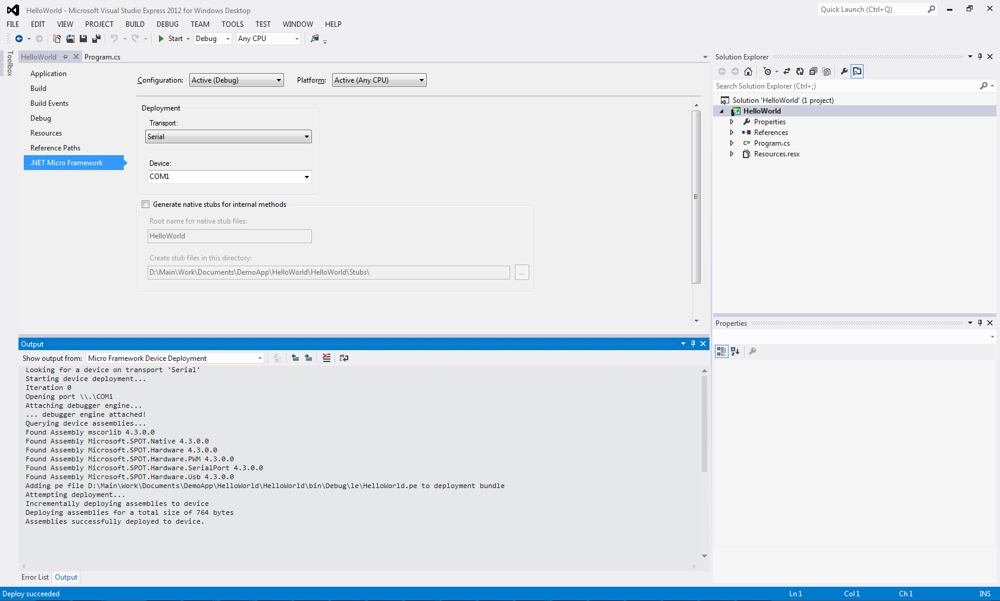 HelloWorld - Microsoft Visual Studio Express 2012 for Windows Desktop
Quick Launch (Ctrl+Q)
FILE EDIT VIEW PROJECT BUILD DEBUG TEAM TOOLS TEST WINDOW HELP
Start Debug Any CPU
Toolbox
HelloWorld Program.cs
Application
Build
Build Events
Debug
Resources
Reference Paths
.NET Micro Framework
Configuration: Active (Debug) Platform: Active (Any CPU)
Deployment
Transport:
Serial
Device:
COM1
Generate native stubs for internal methods
Root name for native stub files:
HelloWorld
Create stub files in this directory:
D:\Main\Work\Documents\DemoApp\HelloWorld\HelloWorld\Stubs\ ...
Solution Explorer
Search Solution Explorer (Ctrl+;)
Solution 'HelloWorld' (1 project)
HelloWorld
Properties
References
Program.cs
Resources.resx
Properties
Output
Show output from: Micro Framework Device Deployment
Looking for a device on transport 'Serial'
Starting device deployment...
Iteration 0
Opening port \\.\COM1
Attaching debugger engine...
... debugger engine attached!
Querying device assemblies...
Found Assembly mscorlib 4.3.0.0
Found Assembly Microsoft.SPOT.Native 4.3.0.0
Found Assembly Microsoft.SPOT.Hardware 4.3.0.0
Found Assembly Microsoft.SPOT.Hardware.PWM 4.3.0.0
Found Assembly Microsoft.SPOT.Hardware.SerialPort 4.3.0.0
Found Assembly Microsoft.SPOT.Hardware.Usb 4.3.0.0
Adding pe file D:\Main\Work\Documents\DemoApp\HelloWorld\HelloWorld\bin\Debug\le\HelloWorld.pe to deployment bundle
Attempting deployment...
Incrementally deploying assemblies to device
Deploying assemblies for a total size of 764 bytes
Assemblies successfully deployed to device.
Error List Output
Deploy succeeded Ln 1 Col 1 Ch 1 INS